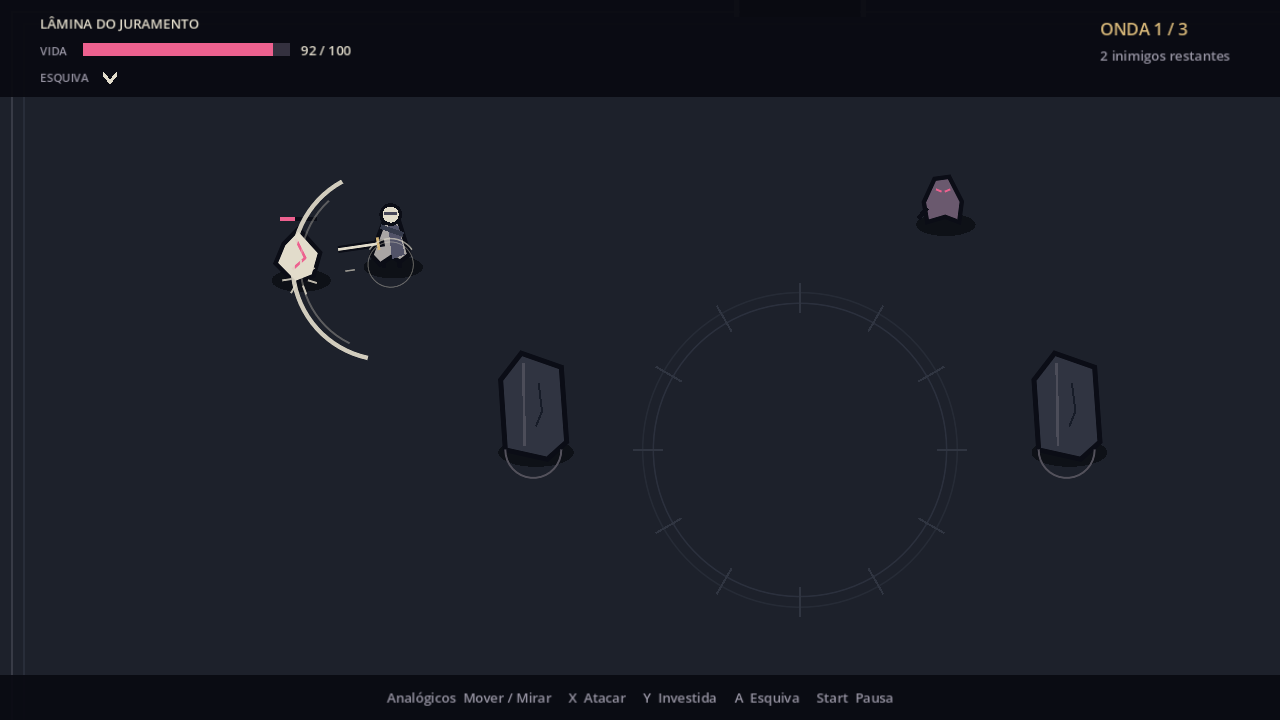 LÂMINA DO JURAMENTO
VIDA 92 / 100
ESQUIVA
ONDA 1 / 3
2 inimigos restantes
Analógicos Mover / Mirar X Atacar Y Investida A Esquiva Start Pausa